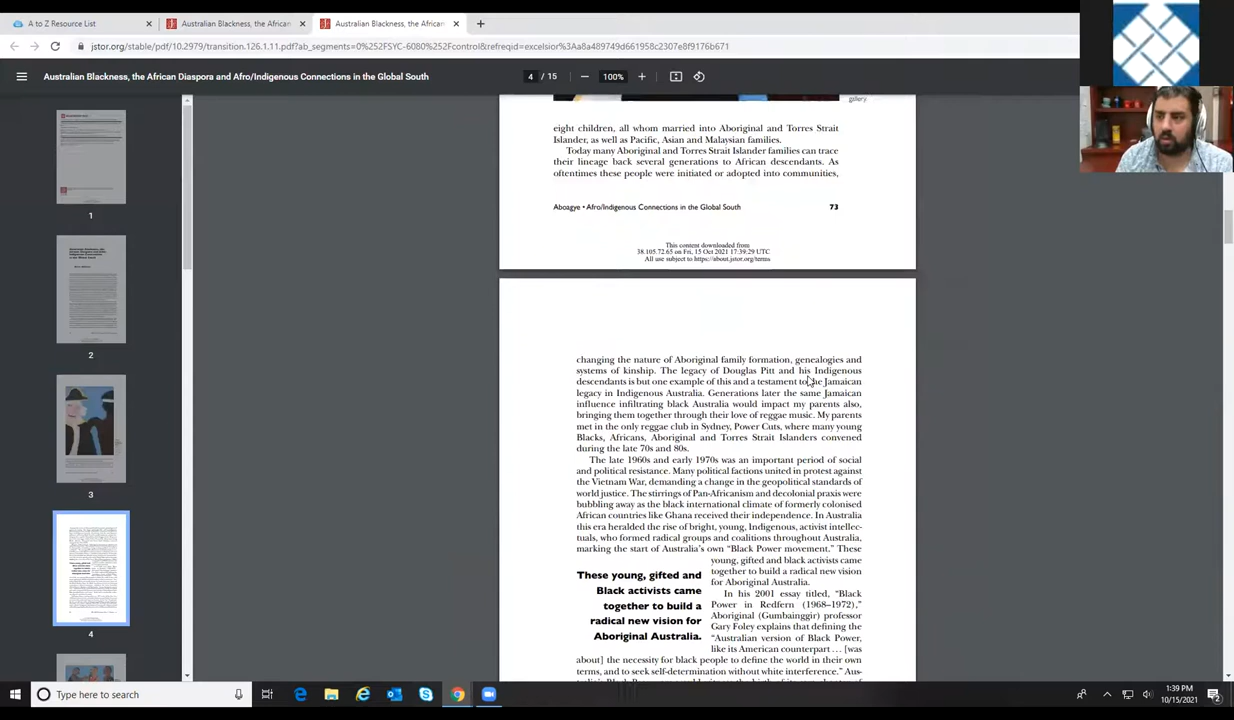 A to Z Resource List
Australian Blackness, the African
Australian Blackness, the African
jstor.org/stable/pdf/10.2979/transition.126.1.11.pdf?ab_segments=0%252FSYC-6080%252Fcontrol&refreqid=excelsior%3Aa8a489749d661958c2307e8f9176b671
Australian Blackness, the African Diaspora and Afro/Indigenous Connections in the Global South
4 / 15
100%
gallery
eight children, all whom married into Aboriginal and Torres Strait
Islander, as well as Pacific, Asian and Malaysian families.
Today many Aboriginal and Torres Strait Islander families can trace
their lineage back several generations to African descendants. As
oftentimes these people were initiated or adopted into communities,
Aboagye • Afro/Indigenous Connections in the Global South 73
This content downloaded from
38.105.72.65 on Fri, 15 Oct 2021 17:39:29 UTC
All use subject to https://about.jstor.org/terms
changing the nature of Aboriginal family formation, genealogies and
systems of kinship. The legacy of Douglas Pitt and his Indigenous
descendants is but one example of this and a testament to the Jamaican
legacy in Indigenous Australia. Generations later the same Jamaican
influence infiltrating black Australia would impact my parents also,
bringing them together through their love of reggae music. My parents
met in the only reggae club in Sydney, Power Cuts, where many young
Blacks, Africans, Aboriginal and Torres Strait Islanders convened
during the late 70s and 80s.
The late 1960s and early 1970s was an important period of social
and political resistance. Many political factions united in protest against
the Vietnam War, demanding a change in the geopolitical standards of
world justice. The stirrings of Pan-Africanism and decolonial praxis were
bubbling away as the black international climate of formerly colonised
African countries like Ghana received their independence. In Australia
this era heralded the rise of bright, young, Indigenous, activist intellec-
tuals, who formed radical groups and coalitions throughout Australia,
marking the start of Australia's own "Black Power movement." These
young, gifted and black activists came
together to build a radical new vision
for Aboriginal Australia.
In his 2001 essay titled, "Black
Power in Redfern (1968–1972),"
Aboriginal (Gumbainggir) professor
Gary Foley explains that defining the
"Australian version of Black Power,
like its American counterpart … [was
about] the necessity for black people to define the world in their own
terms, and to seek self-determination without white interference." Aus-
These young, gifted and
Black activists came
together to build a
radical new vision for
Aboriginal Australia.
1
2
3
4
Type here to search
1:39 PM
10/15/2021
2